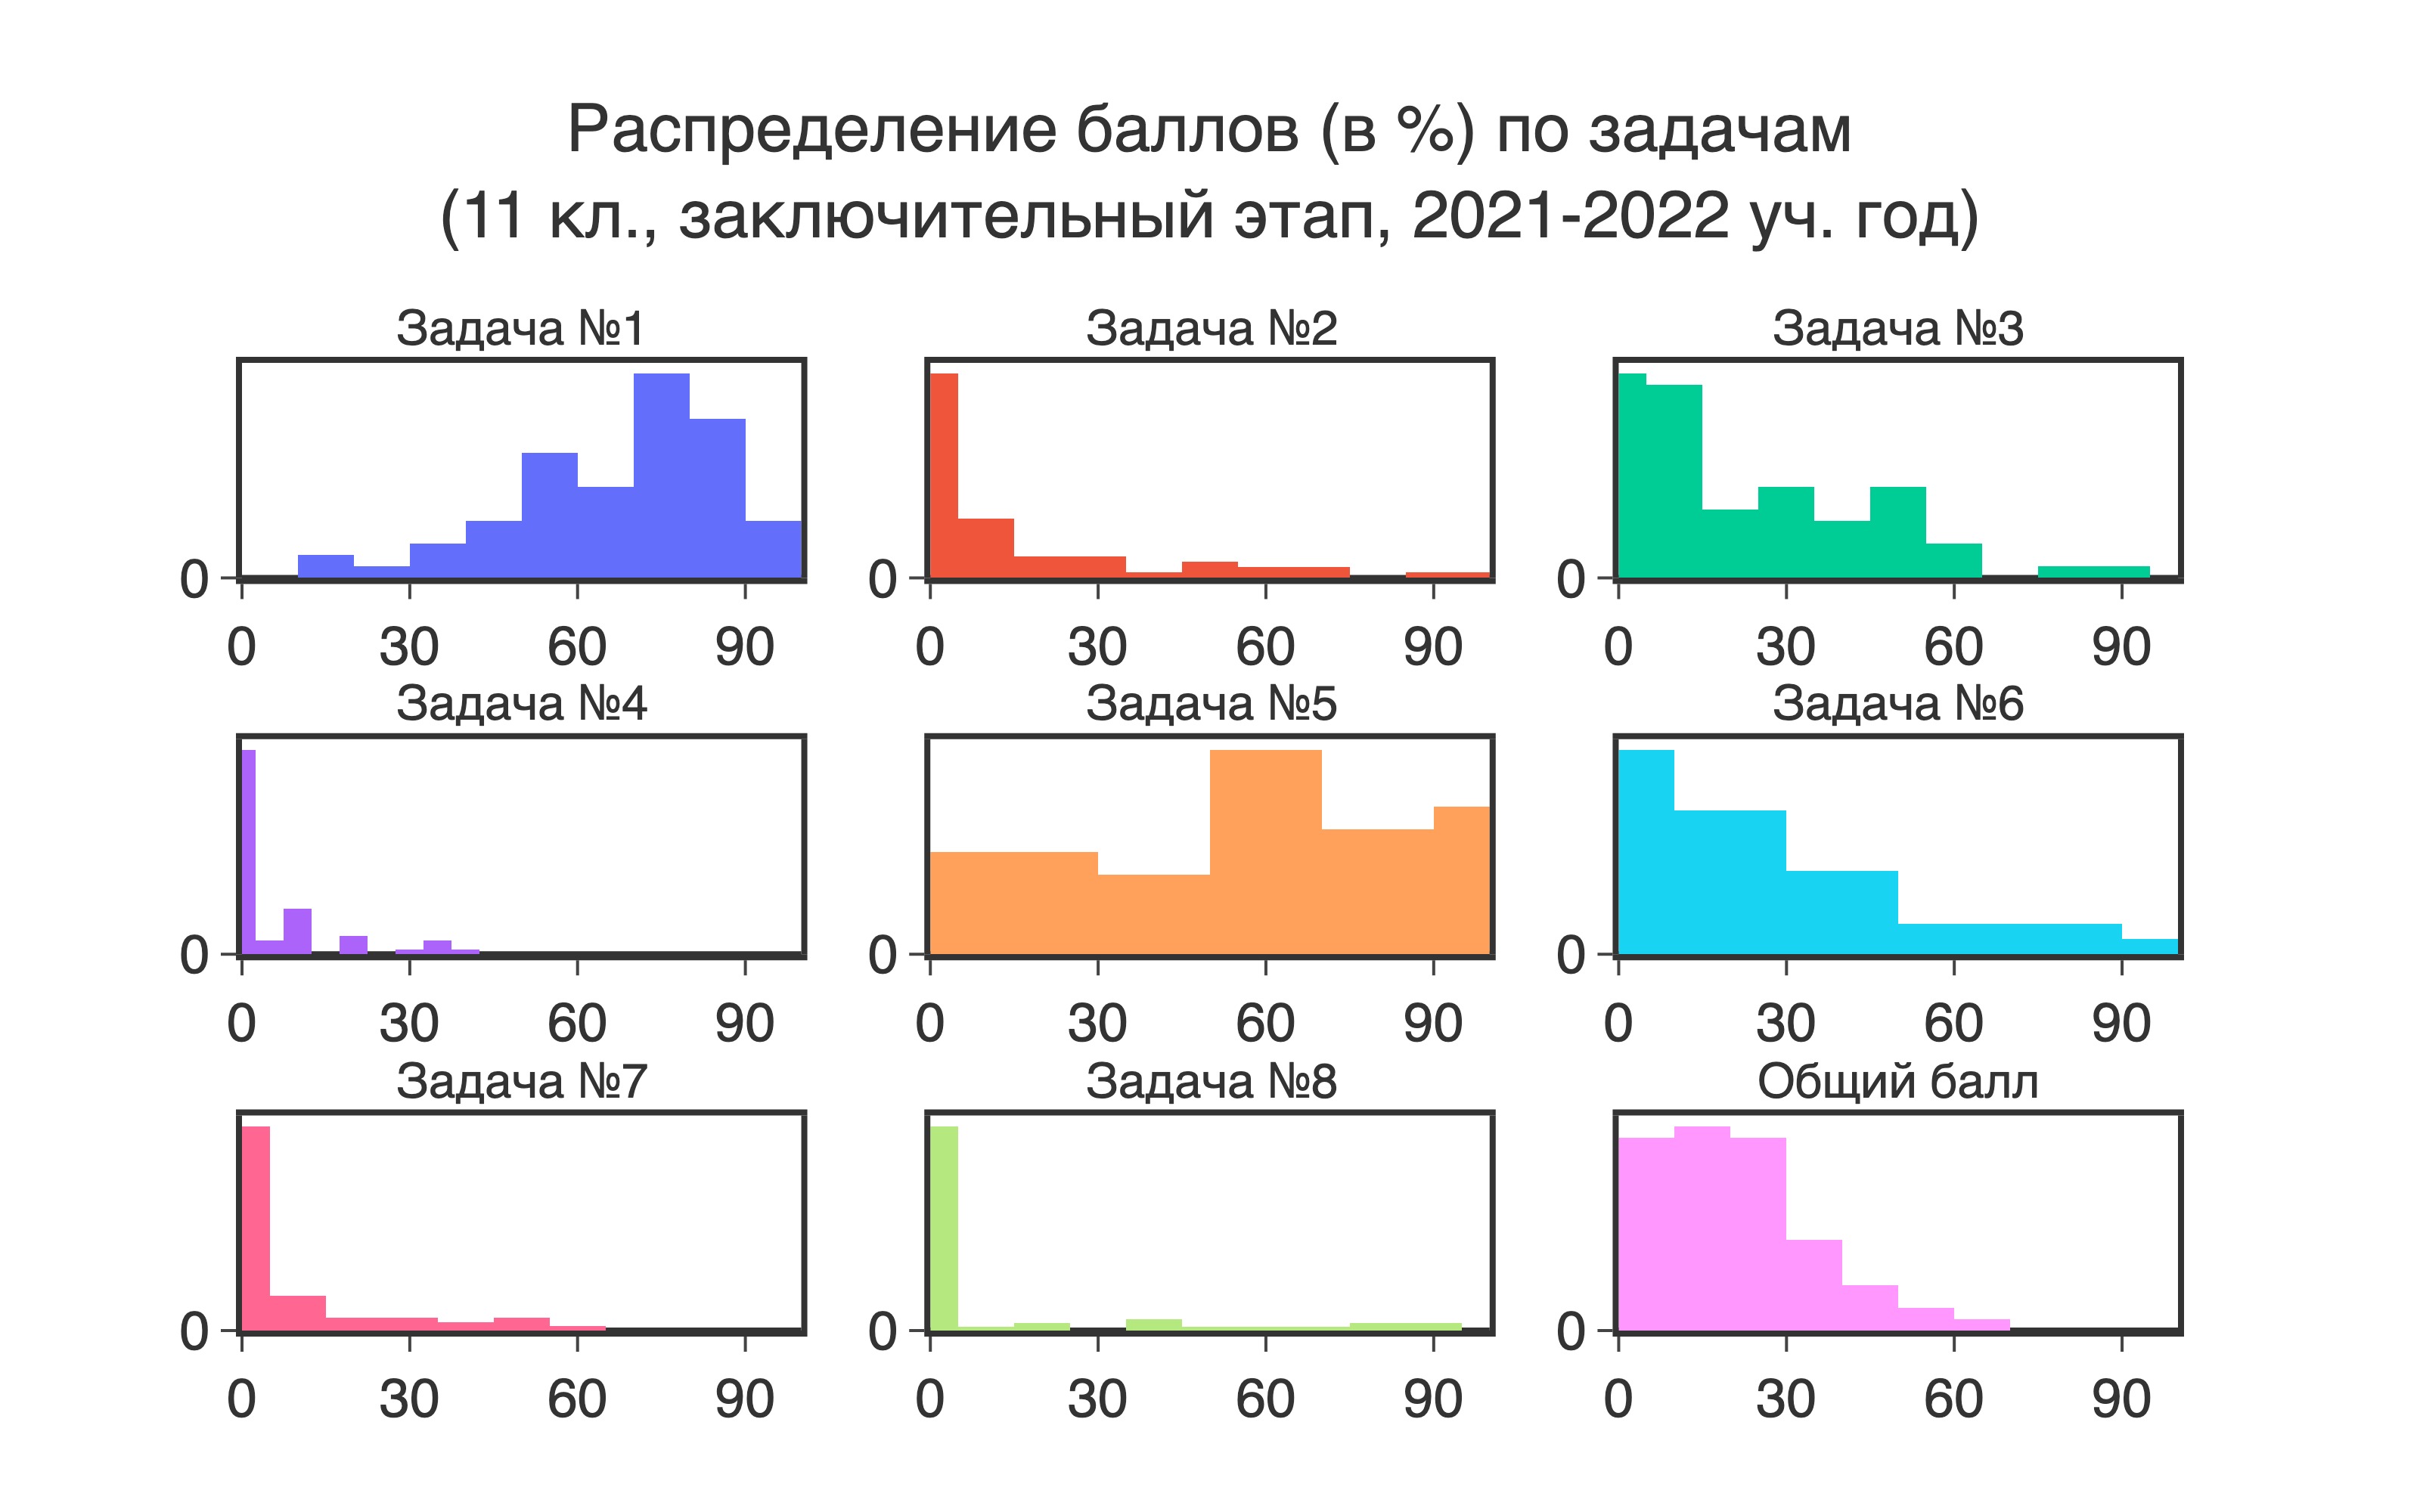 Распределение баллов (в %) по задачам
(11 кл., заключительный этап, 2021-2022 уч. год)
Задача №1
Задача №2
Задача №3
0
0
0
0 30 60 90
0 30 60 90
0 30 60 90
Задача №4
Задача №5
Задача №6
0
0
0
0 30 60 90
0 30 60 90
0 30 60 90
Задача №7
Задача №8
Общий балл
0
0
0
0 30 60 90
0 30 60 90
0 30 60 90